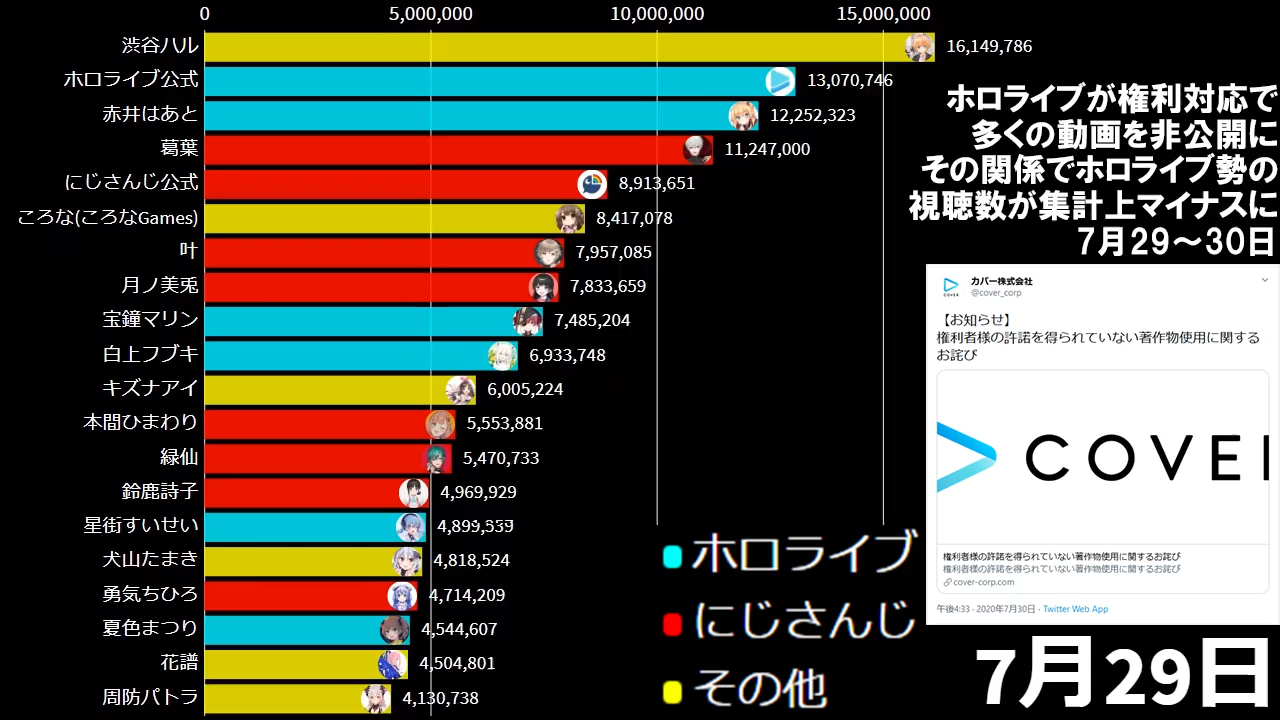 0 5,000,000 10,000,000 15,000,000
渋谷ハル 16,149,786
ホロライブ公式 13,070,746
赤井はあと 12,252,323
葛葉 11,247,000
にじさんじ公式 8,913,651
ころな(ころなGames) 8,417,078
叶 7,957,085
月ノ美兎 7,833,659
宝鐘マリン 7,485,204
白上フブキ 6,933,748
キズナアイ 6,005,224
本間ひまわり 5,553,881
緑仙 5,470,733
鈴鹿詩子 4,969,929
星街すいせい 4,899,539
犬山たまき 4,818,524
勇気ちひろ 4,714,209
夏色まつり 4,544,607
花譜 4,504,801
周防パトラ 4,130,738
ホロライブ
にじさんじ
その他
ホロライブが権利対応で
多くの動画を非公開に
その関係でホロライブ勢の
視聴数が集計上マイナスに
7月29〜30日
カバー株式会社
@cover_corp
【お知らせ】
権利者様の許諾を得られていない著作物使用に関する
お詫び
COVER
権利者様の許諾を得られていない著作物使用に関するお詫び
権利者様の許諾を得られていない著作物使用に関するお詫び
cover-corp.com
午後4:33 · 2020年7月30日 · Twitter Web App
7月29日